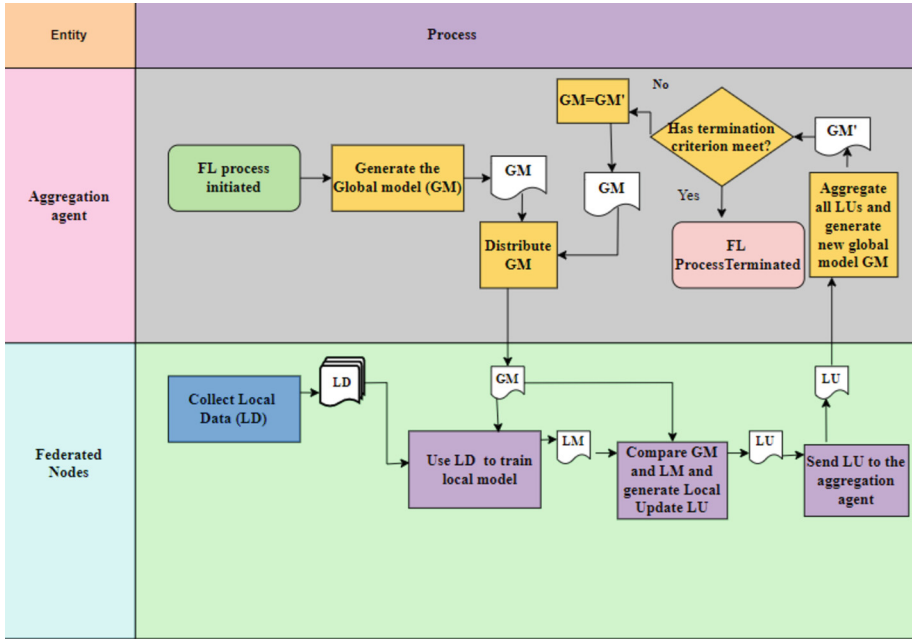 Entity
Process
Aggregation
agent
FL process
initiated
Generate the
Global model (GM)
GM
Distribute
GM
GM=GM'
GM
No
Has termination
criterion meet?
Yes
FL
ProcessTerminated
GM'
Aggregate
all LUs and
generate
new global
model GM
Federated
Nodes
Collect Local
Data (LD)
LD
GM
Use LD to train
local model
LM
Compare GM
and LM and
generate Local
Update LU
LU
Send LU to the
aggregation
agent
LU